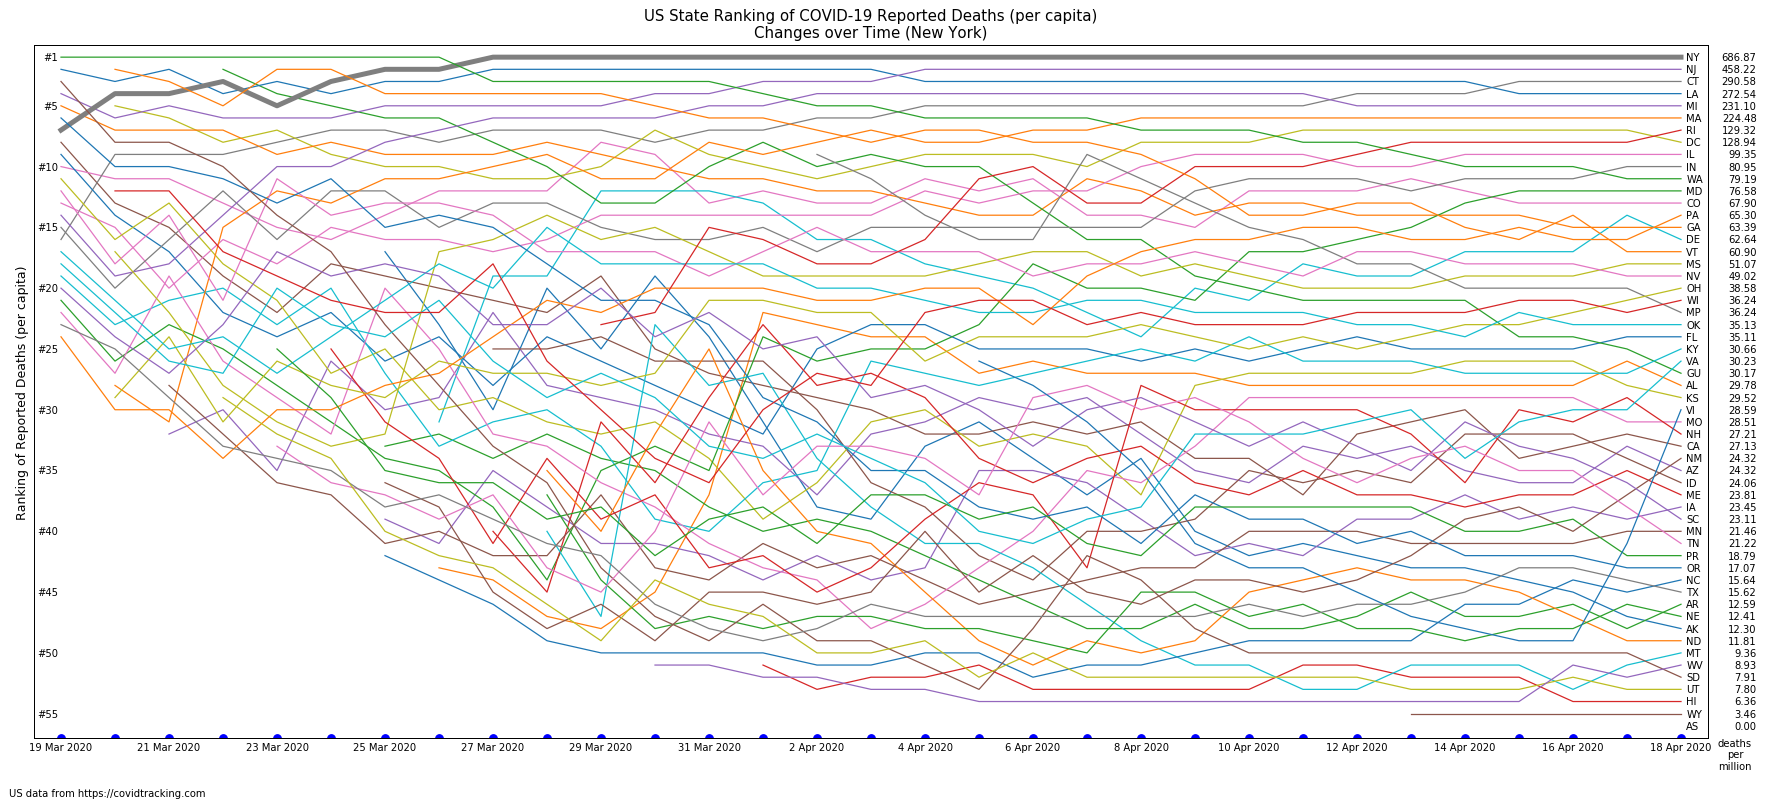 US State Ranking of COVID-19 Reported Deaths (per capita)
Changes over Time (New York)
Ranking of Reported Deaths (per capita)
#1
#5
#10
#15
#20
#25
#30
#35
#40
#45
#50
#55
NY 686.87
NJ 458.22
CT 290.58
LA 272.54
MI 231.10
MA 224.48
RI 129.32
DC 128.94
IL 99.35
IN 80.95
WA 79.19
MD 76.58
CO 67.90
PA 65.30
GA 63.39
DE 62.64
VT 60.90
MS 51.07
NV 49.02
OH 38.58
WI 36.24
MP 36.24
OK 35.13
FL 35.11
KY 30.66
VA 30.23
GU 30.17
AL 29.78
KS 29.52
VI 28.59
MO 28.51
NH 27.21
CA 27.13
NM 24.32
AZ 24.32
ID 24.06
ME 23.81
IA 23.45
SC 23.11
MN 21.46
TN 21.22
PR 18.79
OR 17.07
NC 15.64
TX 15.62
AR 12.59
NE 12.41
AK 12.30
ND 11.81
MT 9.36
WV 8.93
SD 7.91
UT 7.80
HI 6.36
WY 3.46
AS 0.00
19 Mar 2020 21 Mar 2020 23 Mar 2020 25 Mar 2020 27 Mar 2020 29 Mar 2020 31 Mar 2020 2 Apr 2020 4 Apr 2020 6 Apr 2020 8 Apr 2020 10 Apr 2020 12 Apr 2020 14 Apr 2020 16 Apr 2020 18 Apr 2020
deaths
per
million
US data from https://covidtracking.com